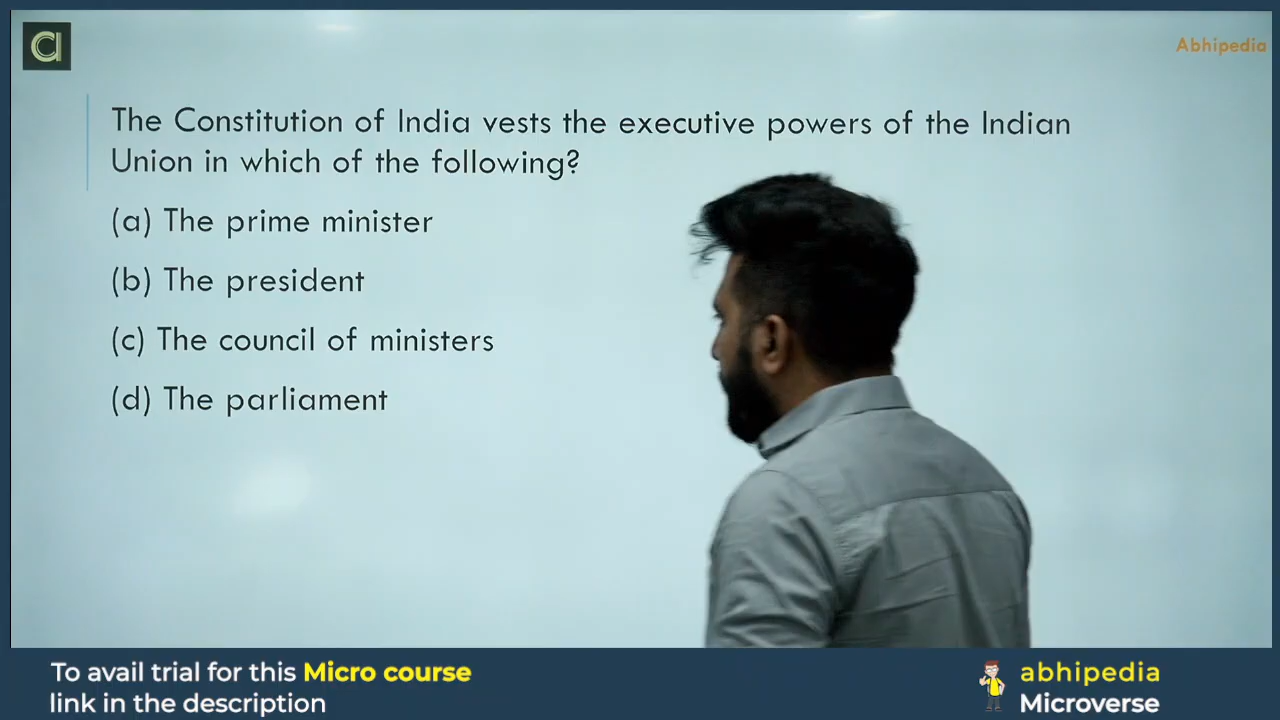 a
Abhipedia
The Constitution of India vests the executive powers of the Indian
Union in which of the following?
(a) The prime minister
(b) The president
(c) The council of ministers
(d) The parliament
To avail trial for this Micro course
link in the description
abhipedia
Microverse